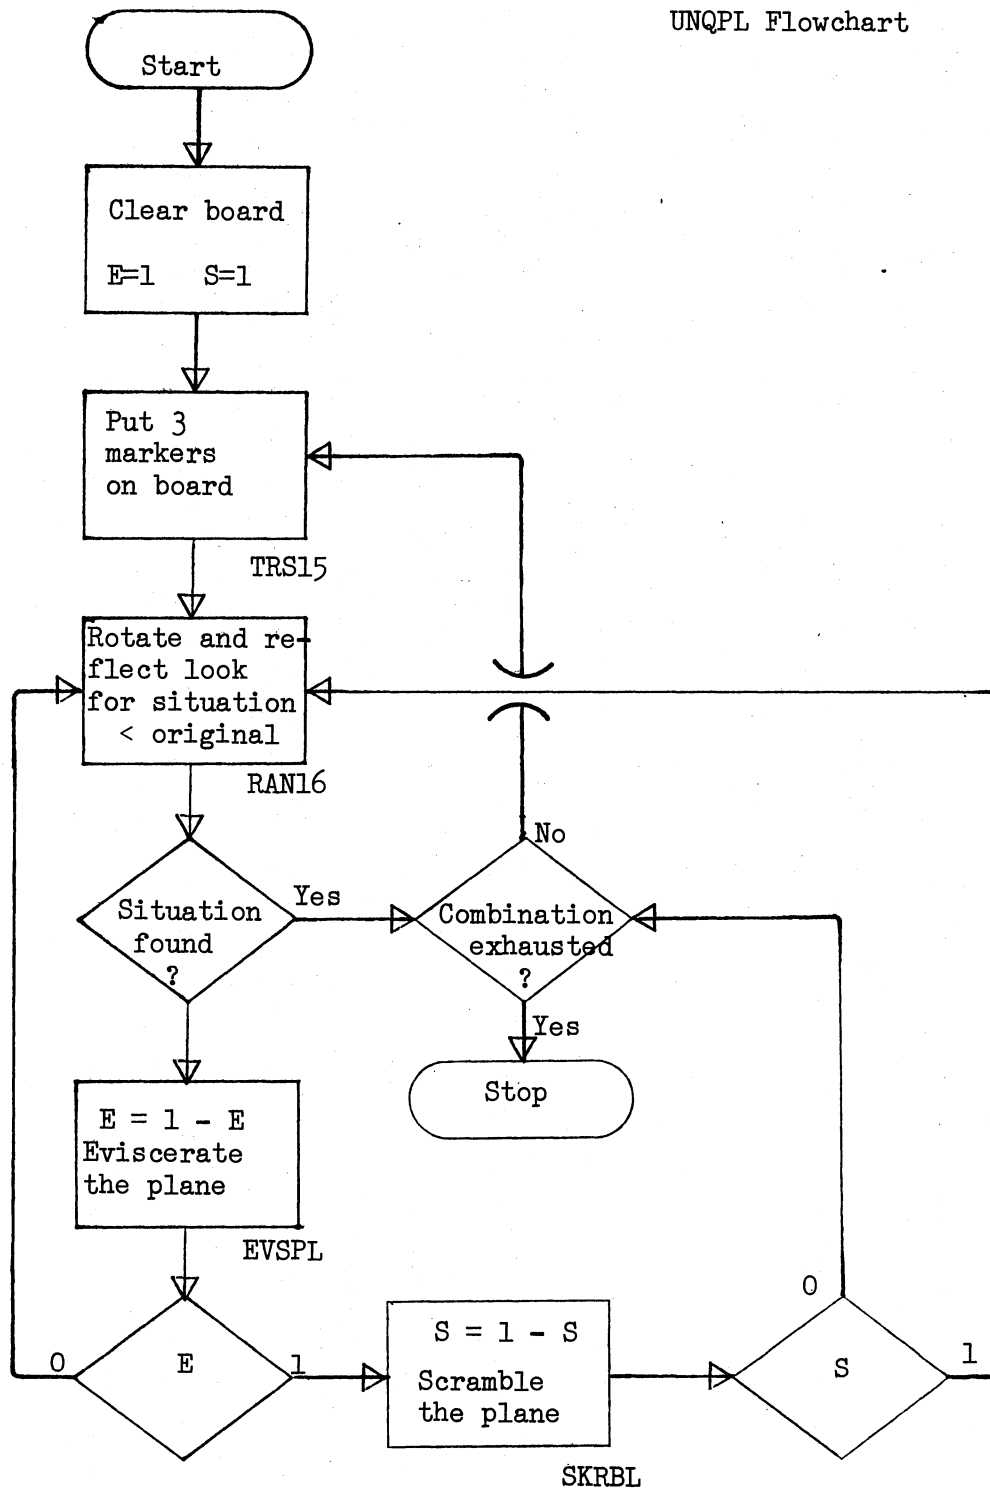 UNQPL Flowchart
Start
Clear board
E=1 S=1
Put 3
markers
on board
TRS15
Rotate and re-
flect look
for situation
< original
RAN16
No
Situation
found
?
Yes
Combination
exhausted
?
Yes
Stop
E = 1 - E
Eviscerate
the plane
EVSPL
0
E
1
S = 1 - S
Scramble
the plane
SKRBL
0
S
1